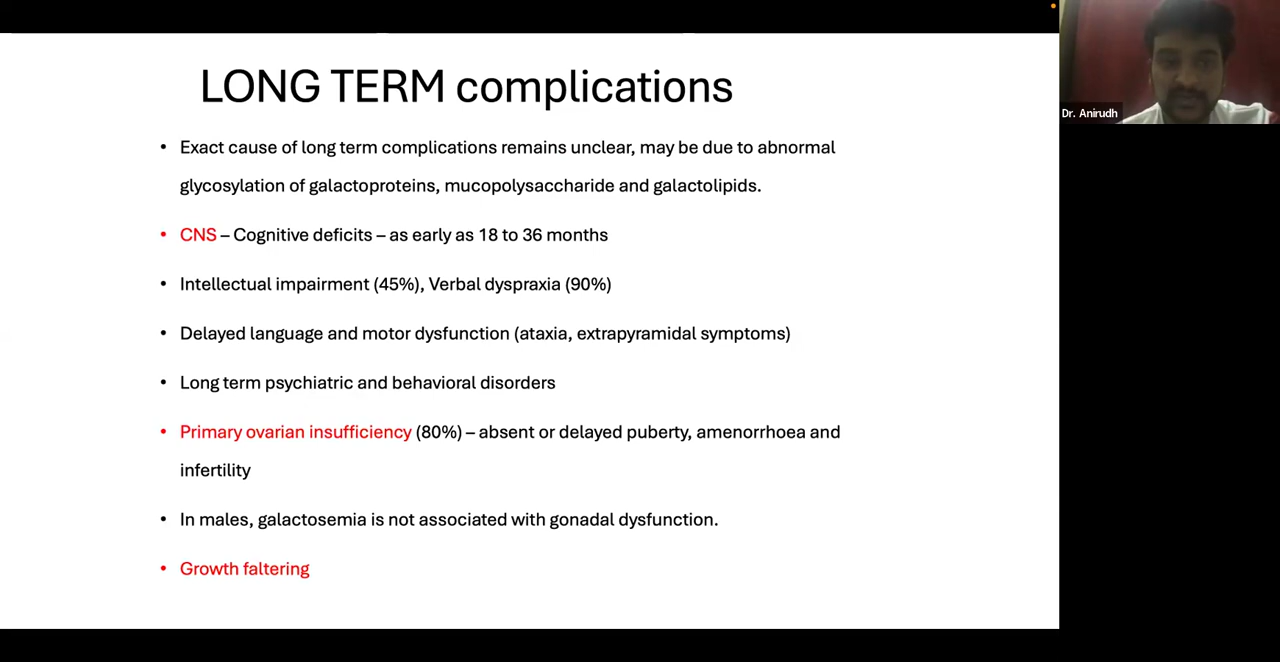 LONG TERM complications
• Exact cause of long term complications remains unclear, may be due to abnormal
glycosylation of galactoproteins, mucopolysaccharide and galactolipids.
• CNS – Cognitive deficits – as early as 18 to 36 months
• Intellectual impairment (45%), Verbal dyspraxia (90%)
• Delayed language and motor dysfunction (ataxia, extrapyramidal symptoms)
• Long term psychiatric and behavioral disorders
• Primary ovarian insufficiency (80%) – absent or delayed puberty, amenorrhoea and
infertility
• In males, galactosemia is not associated with gonadal dysfunction.
• Growth faltering
Dr. Anirudh